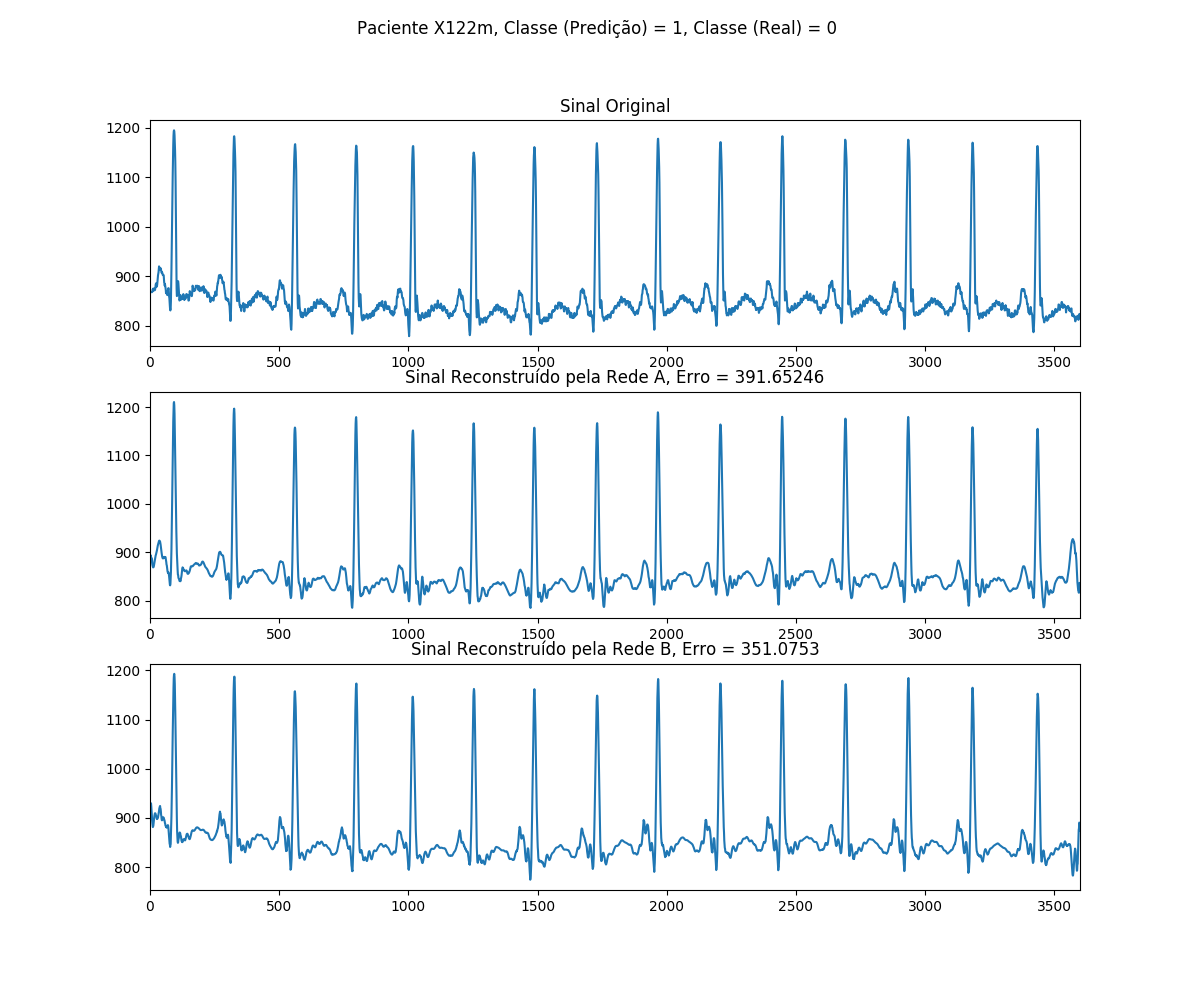 Paciente X122m, Classe (Predição) = 1, Classe (Real) = 0
Sinal Original
1200
1100
1000
900
800
0 500 1000 1500 2000 2500 3000 3500
Sinal Reconstruído pela Rede A, Erro = 391.65246
1200
1100
1000
900
800
0 500 1000 1500 2000 2500 3000 3500
Sinal Reconstruído pela Rede B, Erro = 351.0753
1200
1100
1000
900
800
0 500 1000 1500 2000 2500 3000 3500